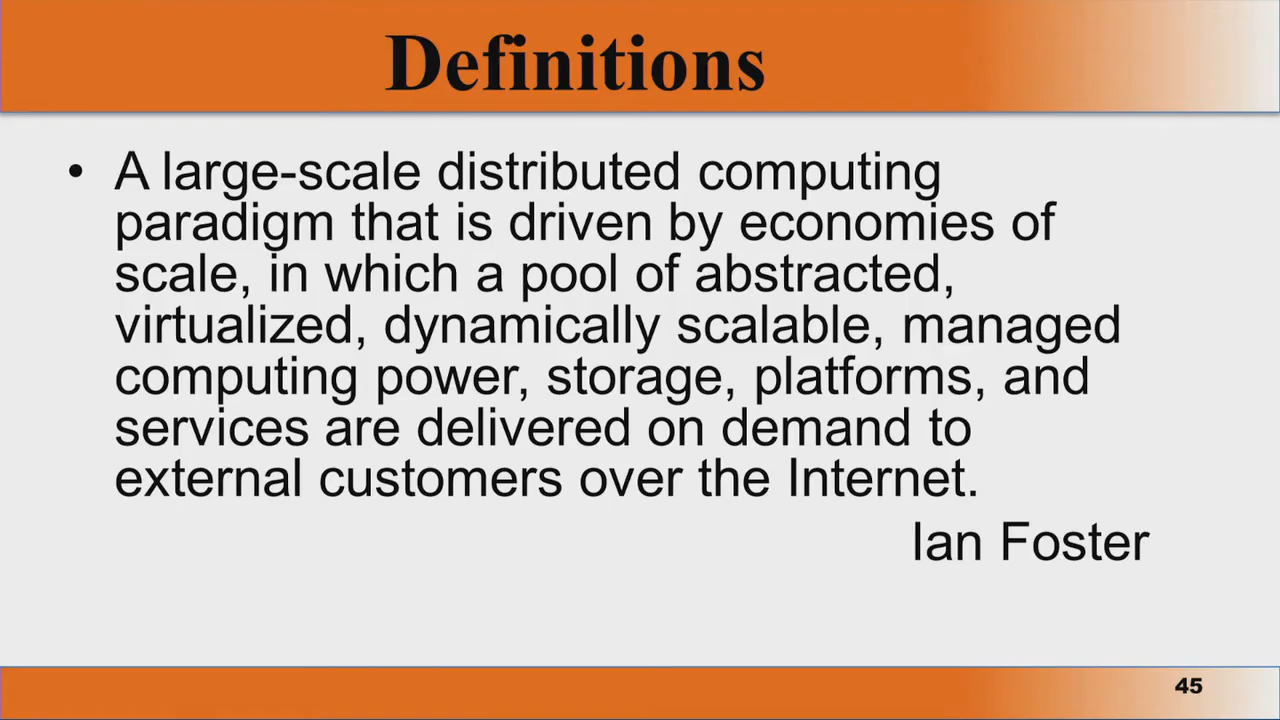 Definitions
• A large-scale distributed computing
paradigm that is driven by economies of
scale, in which a pool of abstracted,
virtualized, dynamically scalable, managed
computing power, storage, platforms, and
services are delivered on demand to
external customers over the Internet.
Ian Foster
45